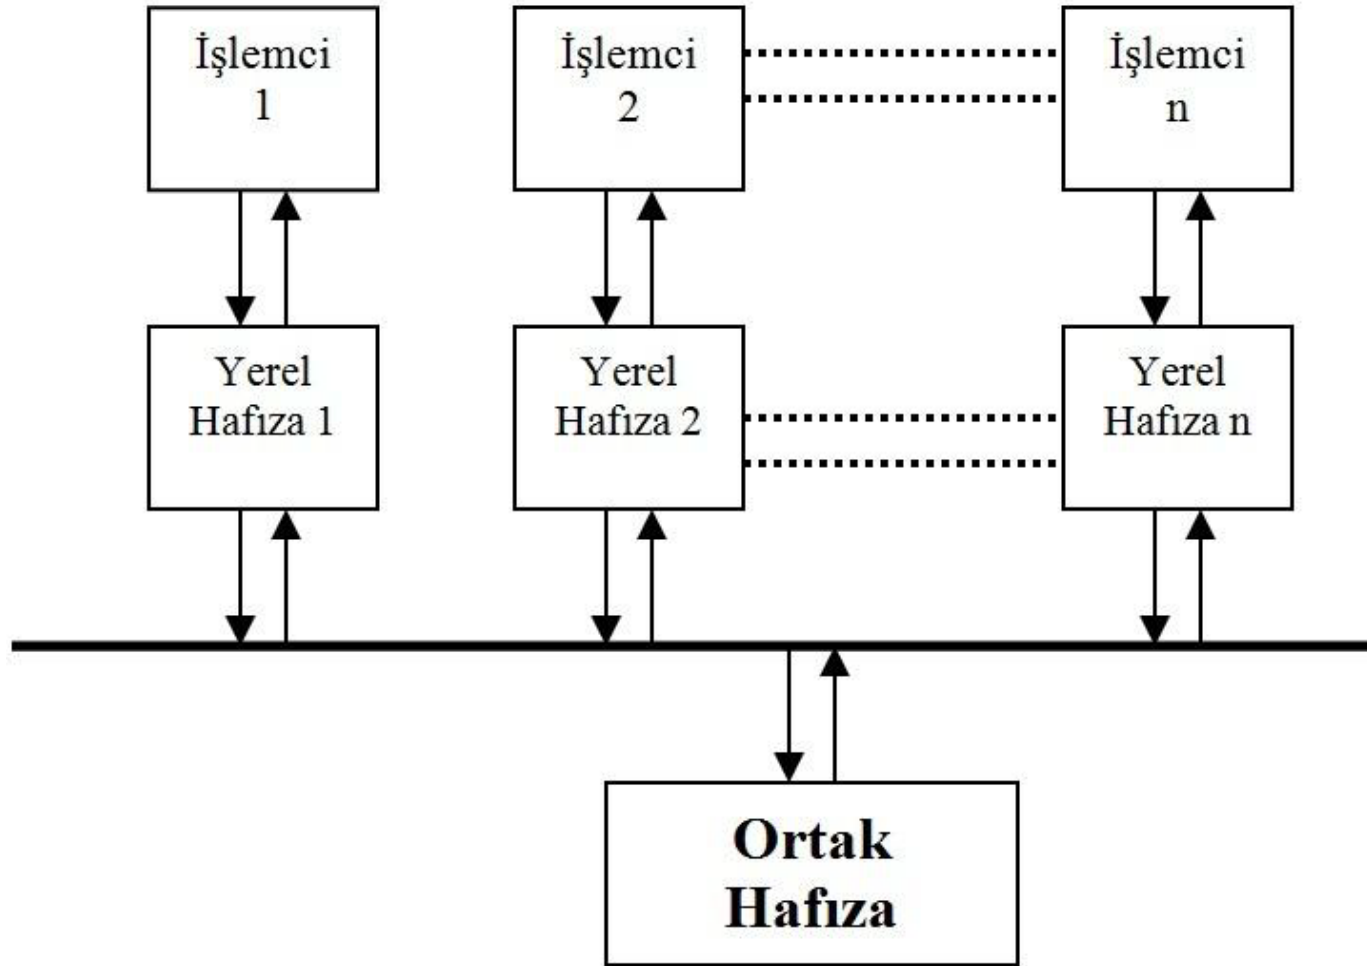 İşlemci
1
İşlemci
2
İşlemci
n
Yerel
Hafıza 1
Yerel
Hafıza 2
Yerel
Hafıza n
Ortak
Hafıza